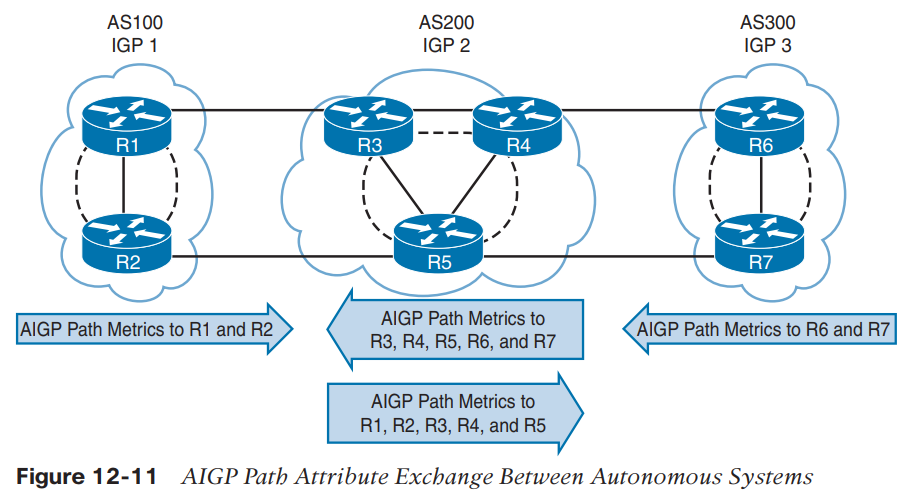 AS100
IGP 1
AS200
IGP 2
AS300
IGP 3
R1
R3
R4
R6
R2
R5
R7
AIGP Path Metrics to R1 and R2
AIGP Path Metrics to
R3, R4, R5, R6, and R7
AIGP Path Metrics to R6 and R7
AIGP Path Metrics to
R1, R2, R3, R4, and R5
Figure 12-11 AIGP Path Attribute Exchange Between Autonomous Systems